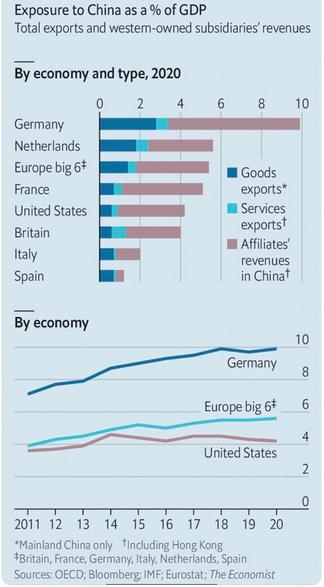 Exposure to China as a % of GDP
Total exports and western-owned subsidiaries' revenues
By economy and type, 2020
0 2 4 6 8 10
Germany
Netherlands
Europe big 6‡
France
United States
Britain
Italy
Spain
Goods
exports*
Services
exports†
Affiliates'
revenues
in China†
By economy
10
Germany
8
Europe big 6‡
6
4
United States
2
0
2011 12 13 14 15 16 17 18 19 20
*Mainland China only †Including Hong Kong
‡Britain, France, Germany, Italy, Netherlands, Spain
Sources: OECD; Bloomberg; IMF; Eurostat; The Economist